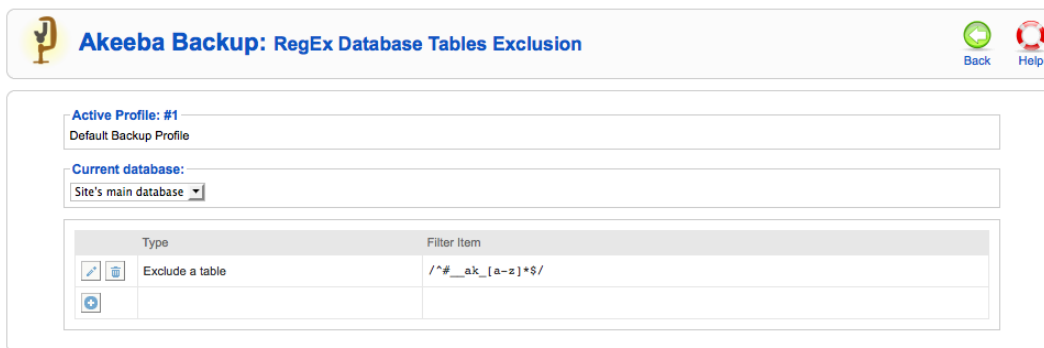 Akeeba Backup: RegEx Database Tables Exclusion
Back
Help
Active Profile: #1
Default Backup Profile
Current database:
Site's main database
Type
Filter Item
Exclude a table
/^#__ak_[a-z]*$/